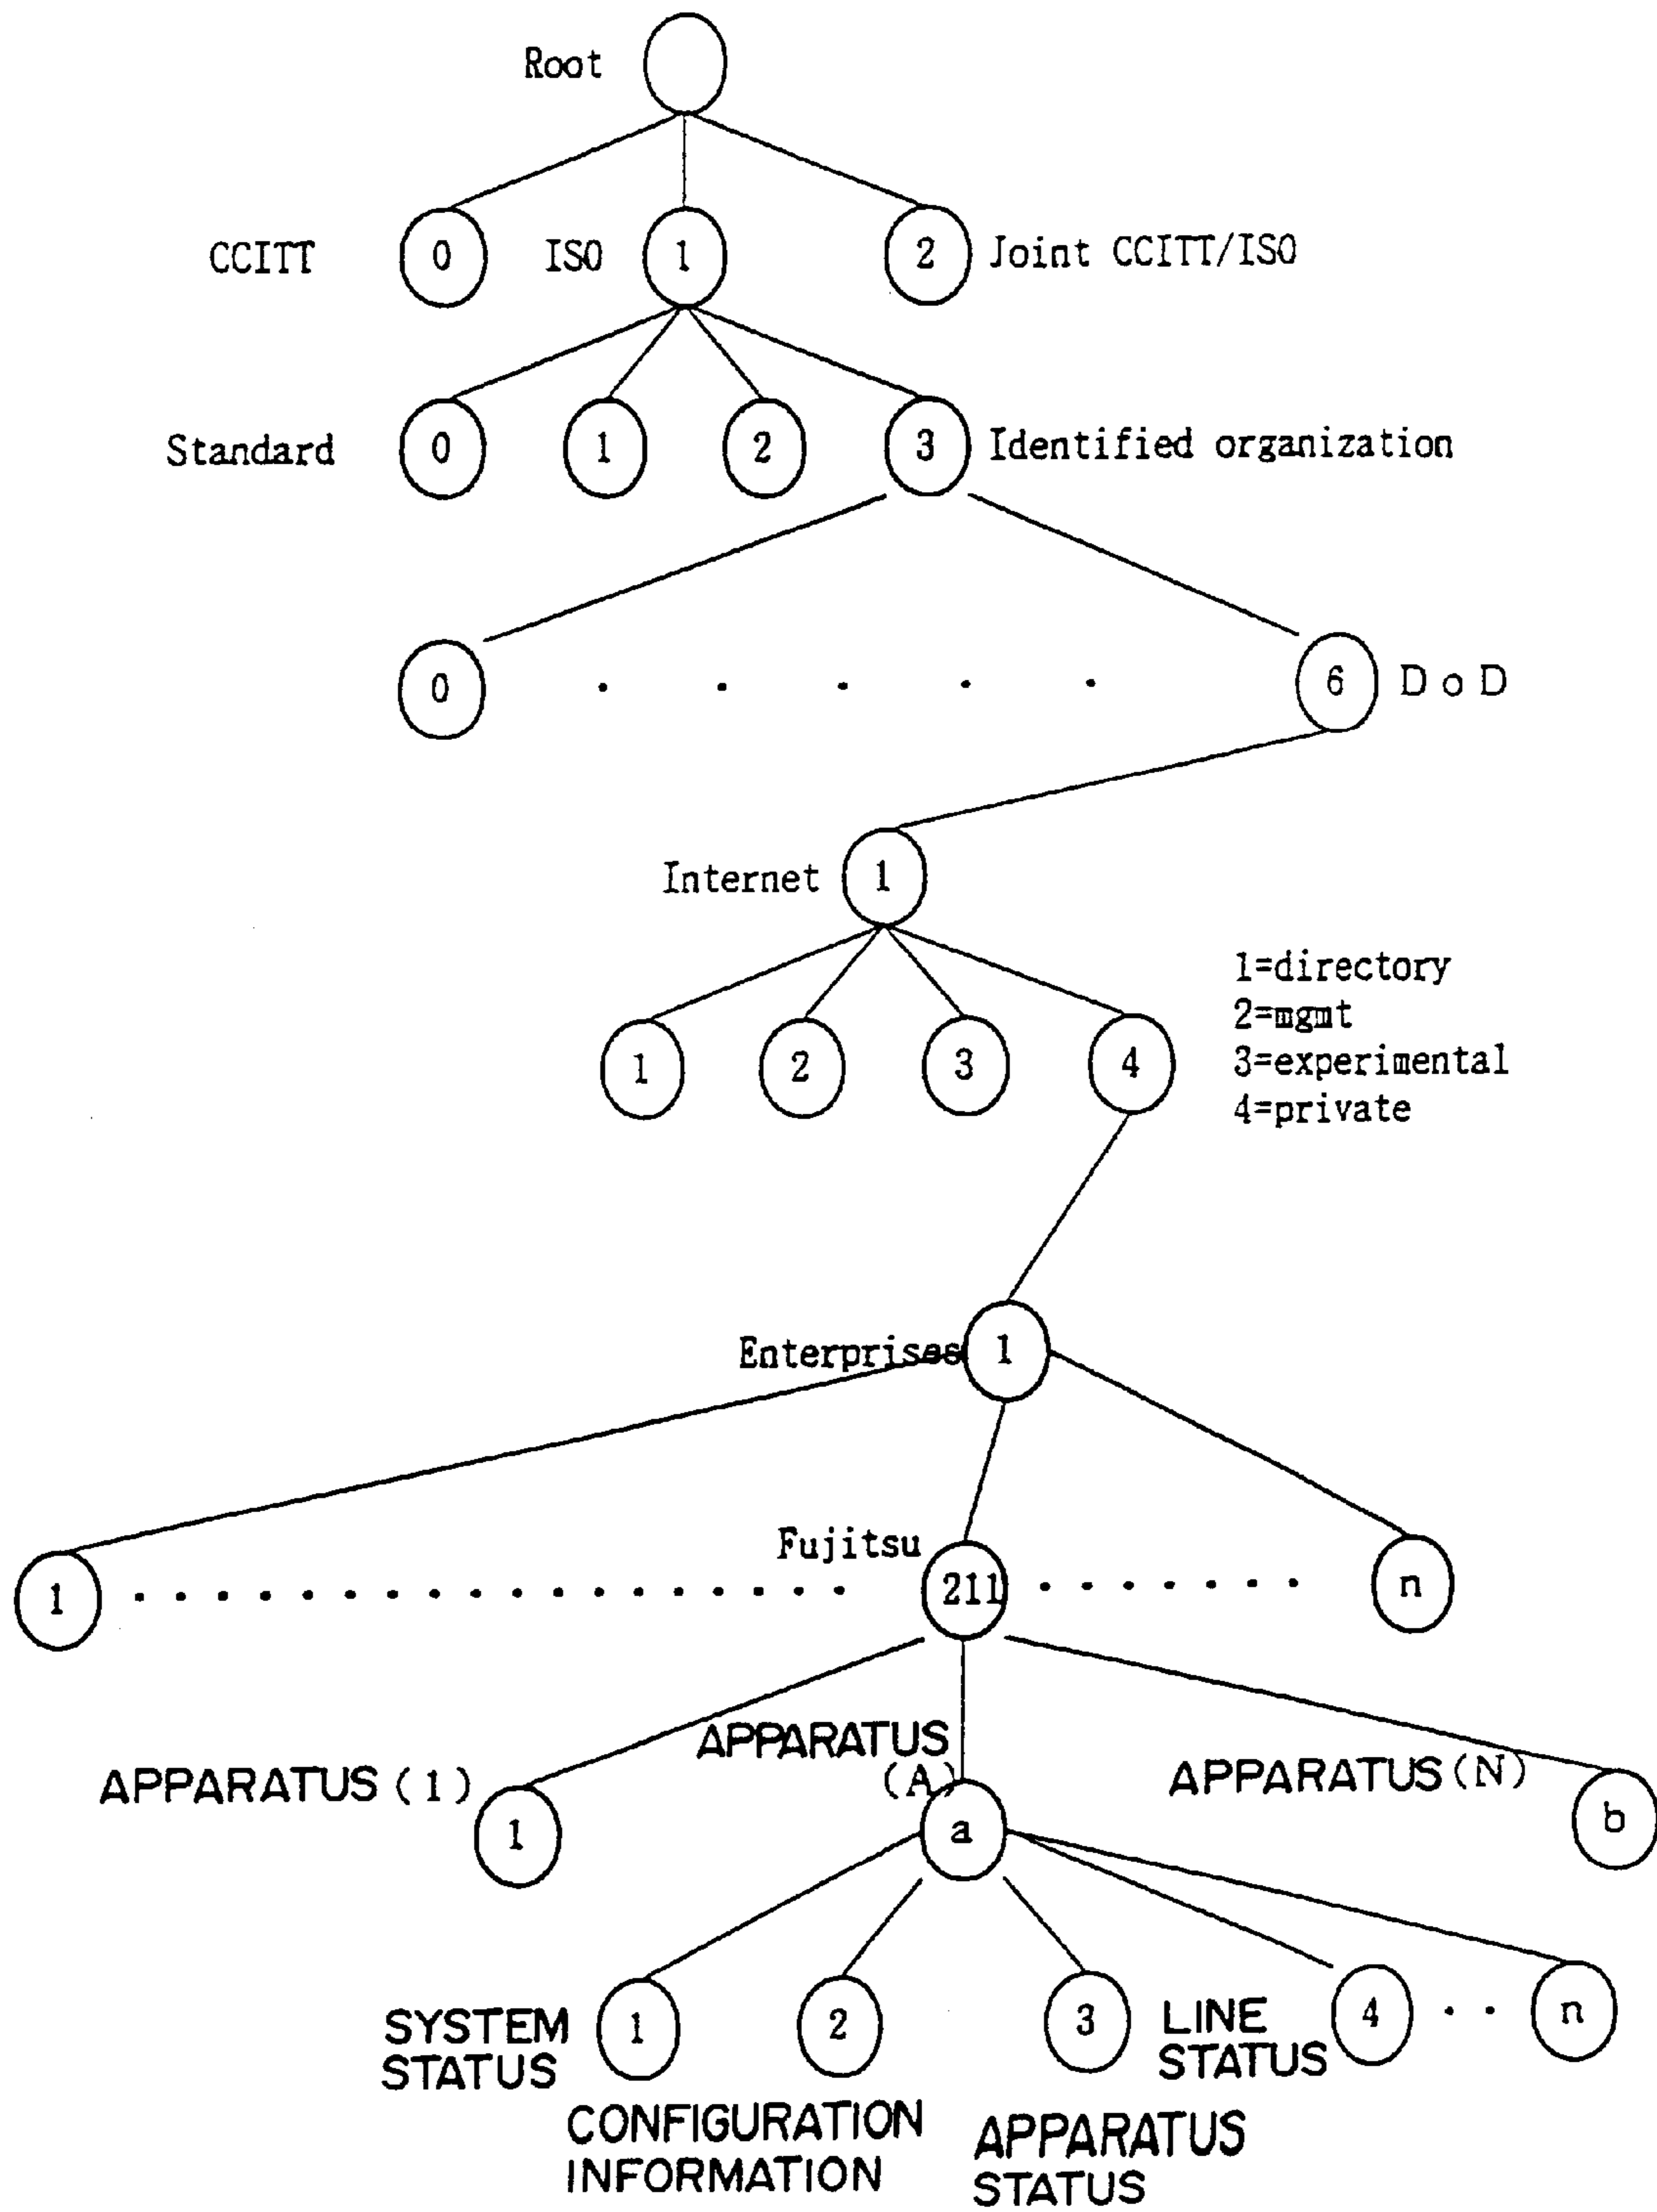 Root
CCITT 0 ISO 1 2 Joint CCITT/ISO
Standard 0 1 2 3 Identified organization
0 . . . . . 6 DoD
Internet 1
1=directory
2=mgmt
3=experimental
4=private
1 2 3 4
Enterprises 1
Fujitsu
1 . . . . . . . . . . . . . . . . . 211 . . . . . . . n
APPARATUS (1) 1
APPARATUS
(A)
a
APPARATUS (N)
b
SYSTEM
STATUS
1 2 3
LINE
STATUS
4 . . n
CONFIGURATION
INFORMATION
APPARATUS
STATUS